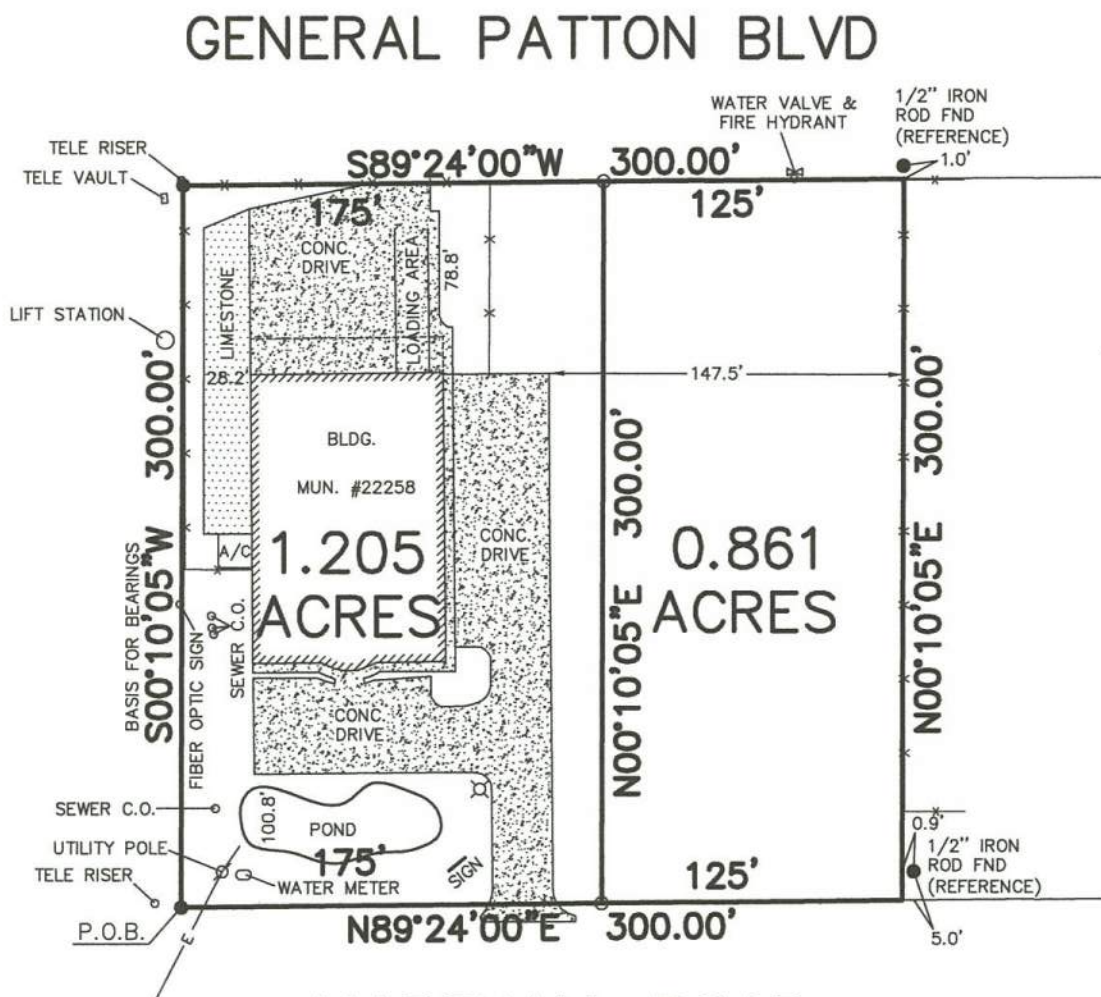 GENERAL PATTON BLVD
WATER VALVE &
FIRE HYDRANT
1/2" IRON
ROD FND
(REFERENCE)
1.0'
TELE RISER
TELE VAULT
S89°24'00"W 300.00'
175'
125'
CONC.
DRIVE
LOADING AREA
78.8'
LIMESTONE
LIFT STATION
28.2'
147.5'
S00°10'05"W 300.00'
BASIS FOR BEARINGS
BLDG.
MUN. #22258
1.205
ACRES
A/C
CONC.
DRIVE
N00°10'05"E 300.00'
0.861
ACRES
N00°10'05"E 300.00'
FIBER OPTIC SIGN
SEWER C.O.
CONC.
DRIVE
SEWER C.O.
100.8'
POND
UTILITY POLE
TELE RISER
WATER METER
175'
SIGN
125'
0.9'
1/2" IRON
ROD FND
(REFERENCE)
5.0'
P.O.B.
E
N89°24'00"E 300.00'